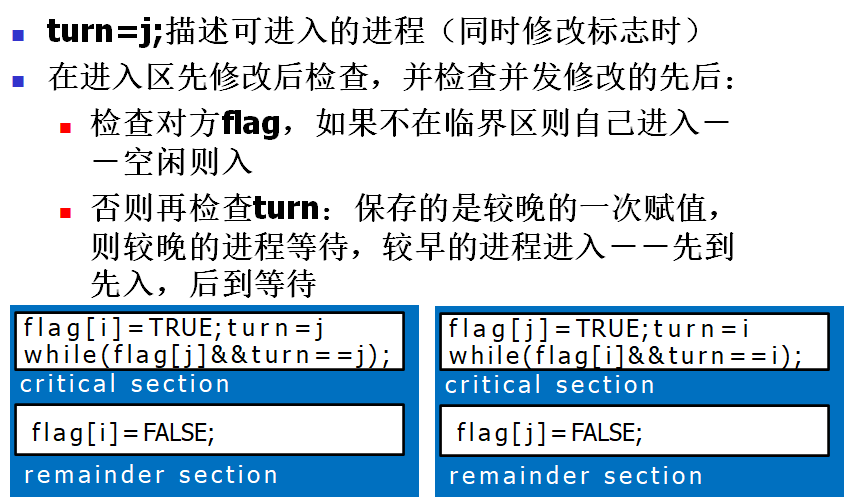 turn=j;描述可进入的进程（同时修改标志时）
在进入区先修改后检查，并检查并发修改的先后：
检查对方flag，如果不在临界区则自己进入－
－空闲则入
否则再检查turn：保存的是较晚的一次赋值，
则较晚的进程等待，较早的进程进入－－先到
先入，后到等待
flag[i]=TRUE;turn=j
while(flag[j]&&turn==j);
critical section
flag[i]=FALSE;
remainder section
flag[j]=TRUE;turn=i
while(flag[i]&&turn==i);
critical section
flag[j]=FALSE;
remainder section